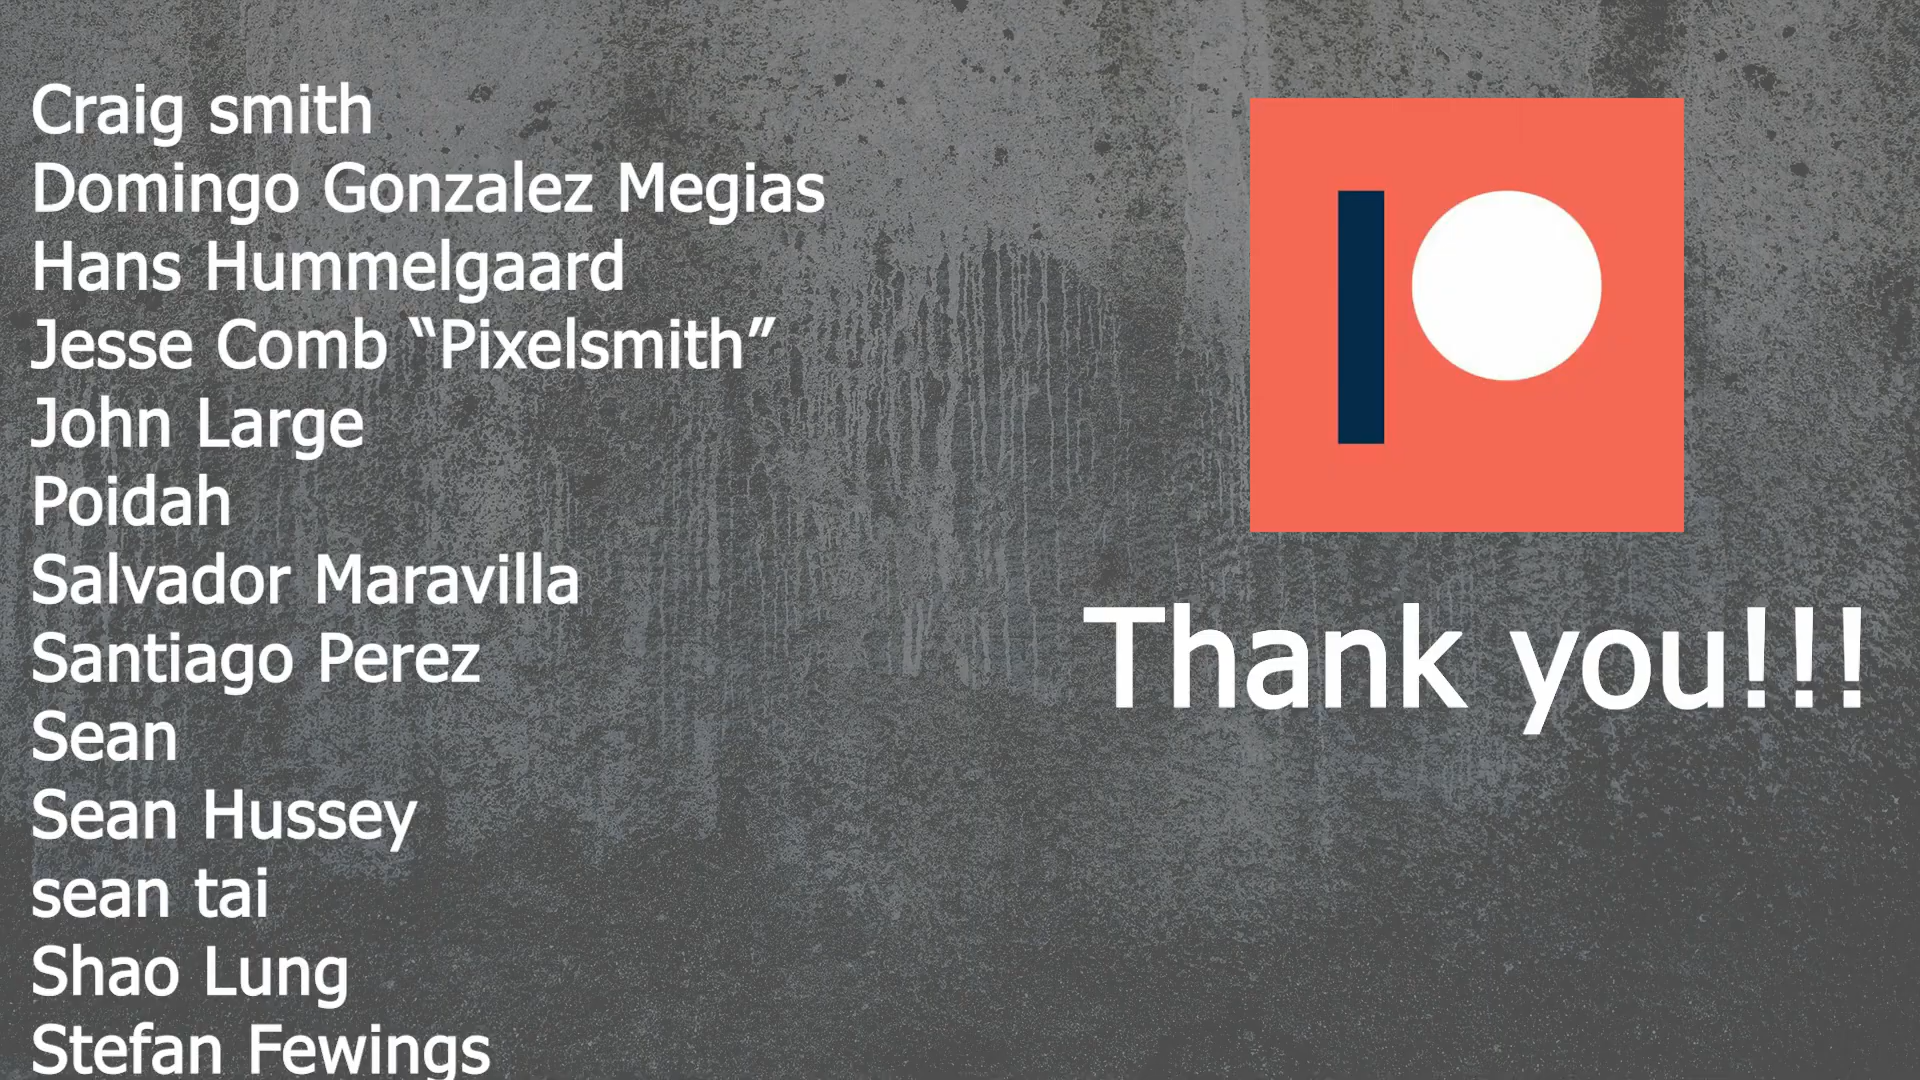 Craig smith
Domingo Gonzalez Megias
Hans Hummelgaard
Jesse Comb “Pixelsmith”
John Large
Poidah
Salvador Maravilla
Santiago Perez
Sean
Sean Hussey
sean tai
Shao Lung
Stefan Fewings
Thank you!!!